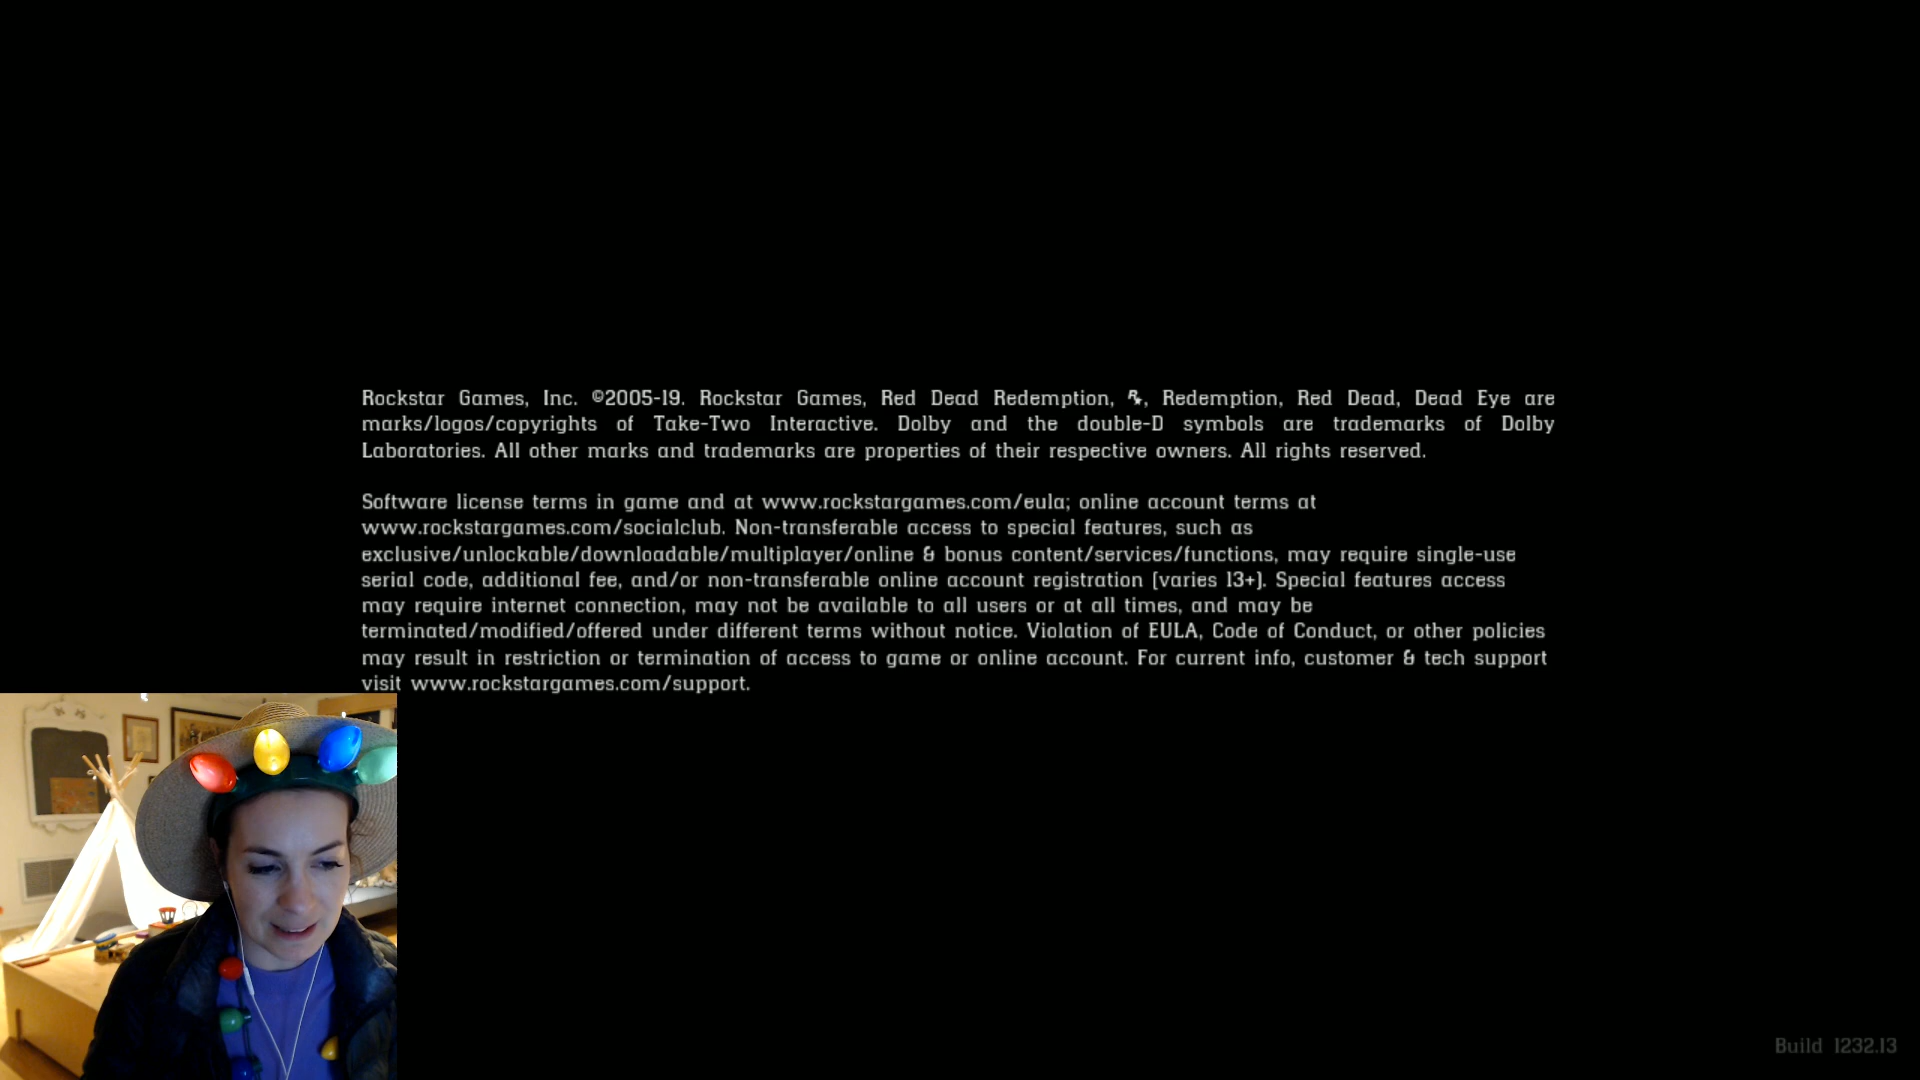 Rockstar Games, Inc. ©2005-19. Rockstar Games, Red Dead Redemption, R★, Redemption, Red Dead, Dead Eye are
marks/logos/copyrights of Take-Two Interactive. Dolby and the double-D symbols are trademarks of Dolby
Laboratories. All other marks and trademarks are properties of their respective owners. All rights reserved.
Software license terms in game and at www.rockstargames.com/eula; online account terms at
www.rockstargames.com/socialclub. Non-transferable access to special features, such as
exclusive/unlockable/downloadable/multiplayer/online & bonus content/services/functions, may require single-use
serial code, additional fee, and/or non-transferable online account registration (varies 13+). Special features access
may require internet connection, may not be available to all users or at all times, and may be
terminated/modified/offered under different terms without notice. Violation of EULA, Code of Conduct, or other policies
may result in restriction or termination of access to game or online account. For current info, customer & tech support
visit www.rockstargames.com/support.
Build 1232.13